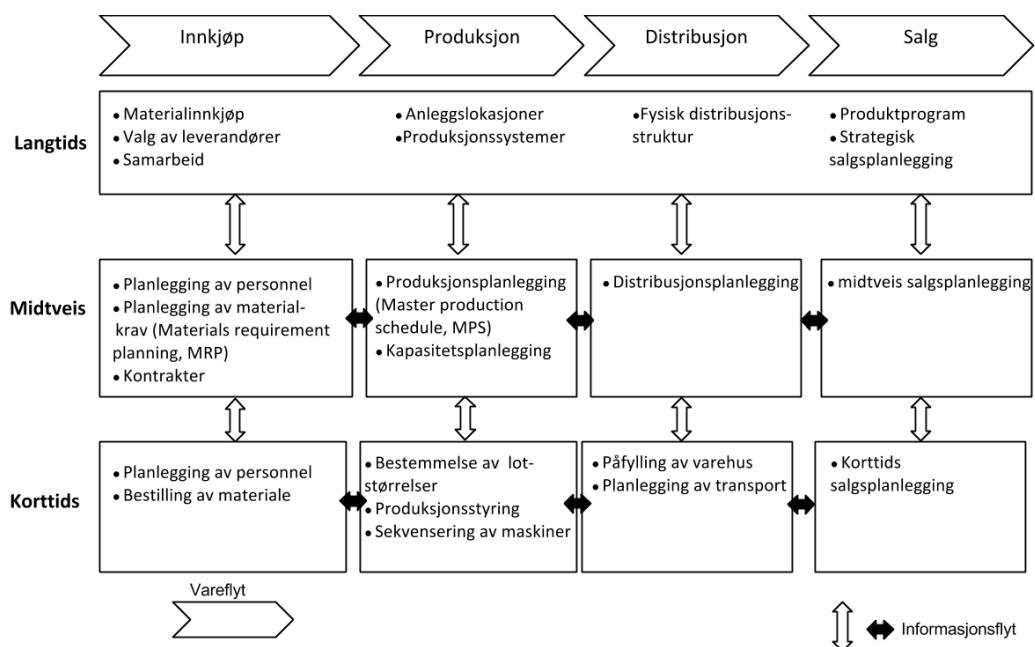 Innkjøp
Produksjon
Distribusjon
Salg
Langtids
• Materialinnkjøp
• Valg av leverandører
• Samarbeid
• Anleggslokasjoner
• Produksjonssystemer
• Fysisk distribusjons-
struktur
• Produktprogram
• Strategisk
salgsplanlegging
Midtveis
• Planlegging av personnel
• Planlegging av material-
krav (Materials requirement
planning, MRP)
• Kontrakter
• Produksjonsplanlegging
(Master production
schedule, MPS)
• Kapasitetsplanlegging
• Distribusjonsplanlegging
• midtveis salgsplanlegging
Korttids
• Planlegging av personnel
• Bestilling av materiale
• Bestemmelse av lot-
størrelser
• Produksjonsstyring
• Sekvensering av maskiner
• Påfylling av varehus
• Planlegging av transport
• Korttids
salgsplanlegging
Vareflyt
Informasjonsflyt